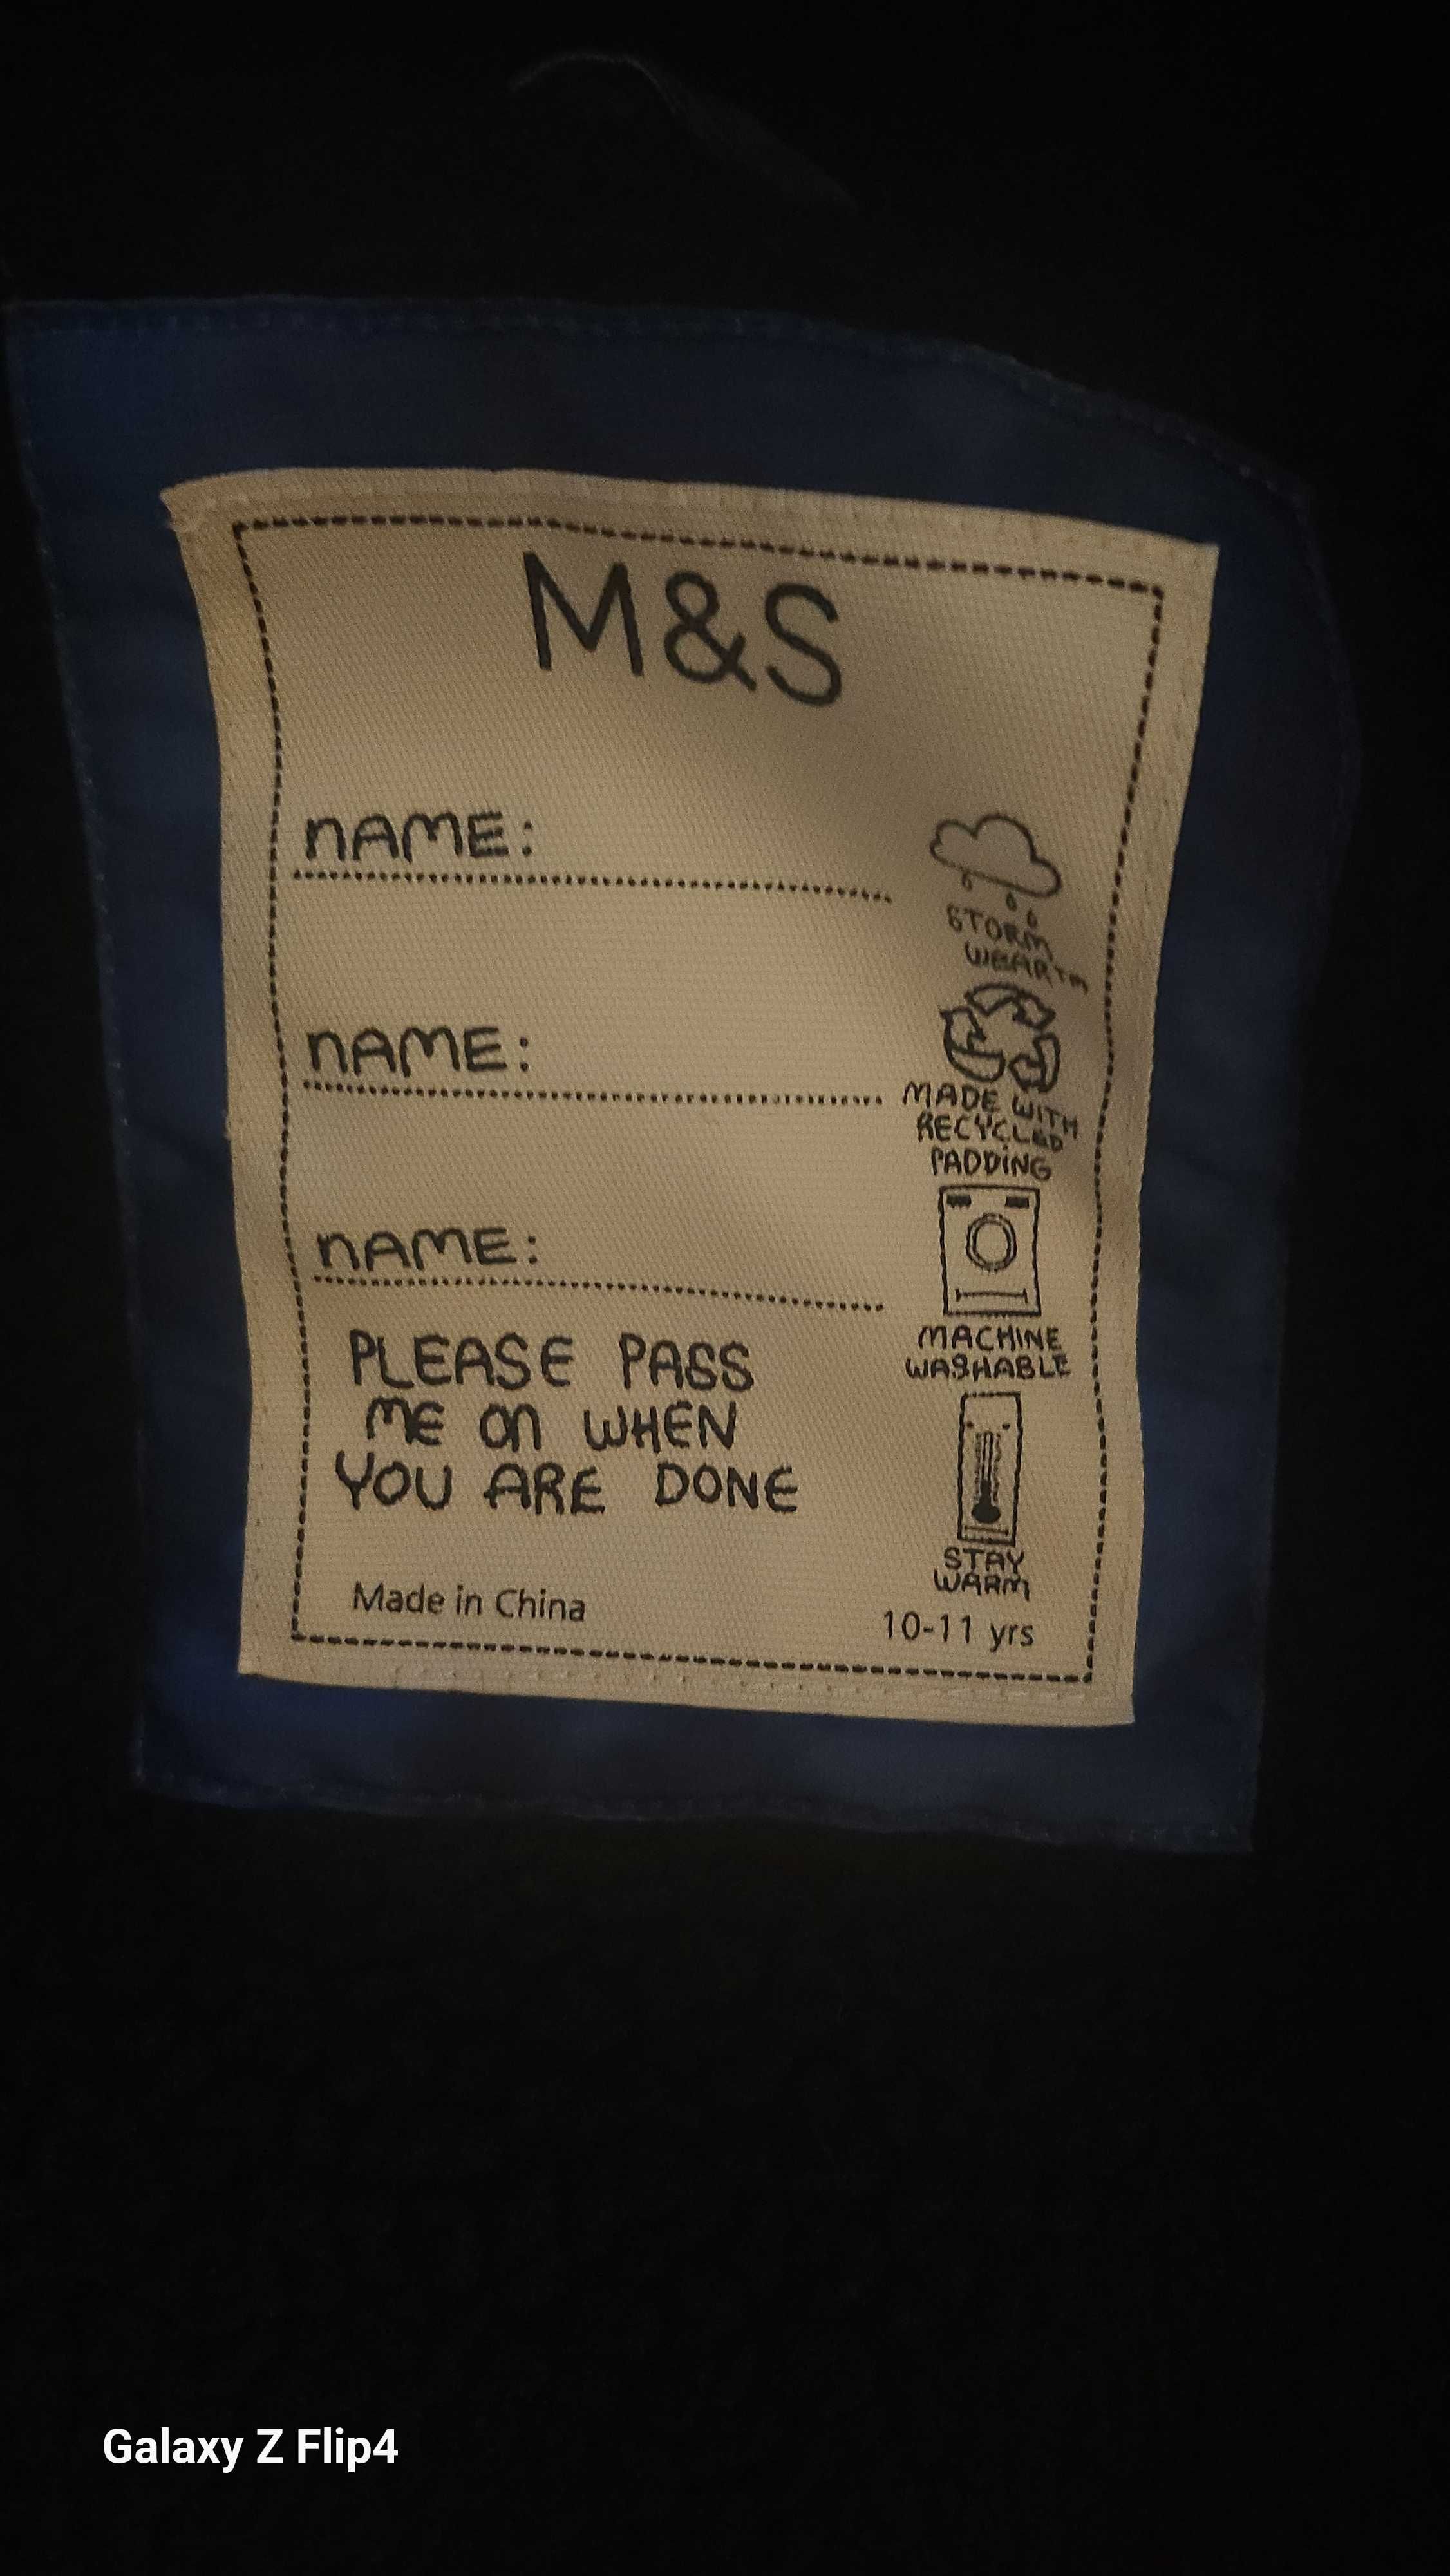 M&S
NAME:
NAME:
NAME:
PLEASE PASS
ME ON WHEN
YOU ARE DONE
Made in China
STORM
WEAR™
MADE WITH
RECYCLED
PADDING
MACHINE
WASHABLE
STAY
WARM
10-11 yrs
Galaxy Z Flip4